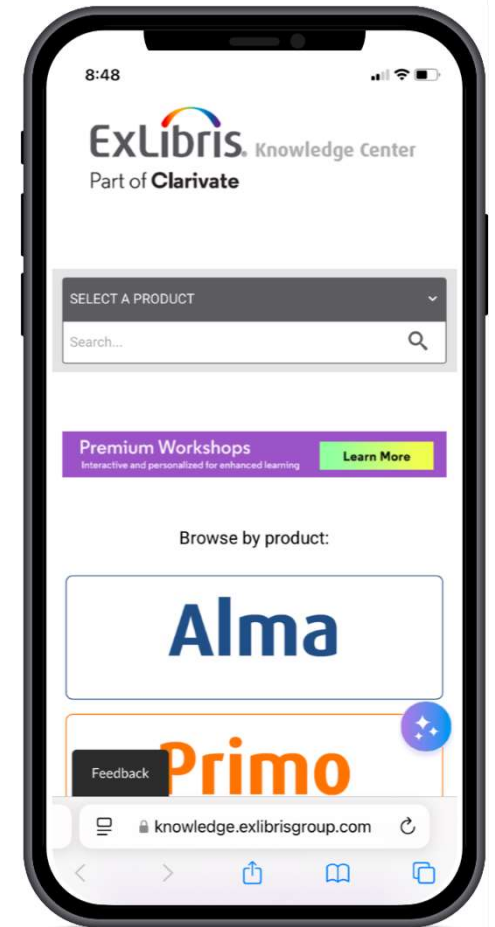 8:48
ExLibris. Knowledge Center
Part of Clarivate
SELECT A PRODUCT
Search...
Premium Workshops
Interactive and personalized for enhanced learning
Learn More
Browse by product:
Alma
Primo
Feedback
knowledge.exlibrisgroup.com